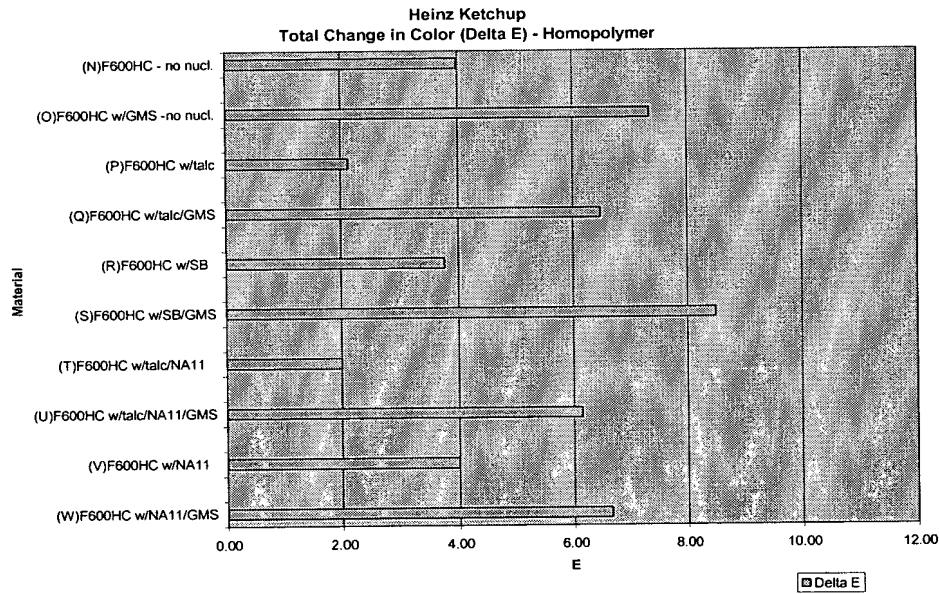 Heinz Ketchup
Total Change in Color (Delta E) - Homopolymer
(N)F600HC - no nucl.
(O)F600HC w/GMS -no nucl.
(P)F600HC w/talc
(Q)F600HC w/talc/GMS
(R)F600HC w/SB
(S)F600HC w/SB/GMS
(T)F600HC w/talc/NA11
(U)F600HC w/talc/NA11/GMS
(V)F600HC w/NA11
(W)F600HC w/NA11/GMS
Material
0.00 2.00 4.00 6.00 8.00 10.00 12.00
E
Delta E